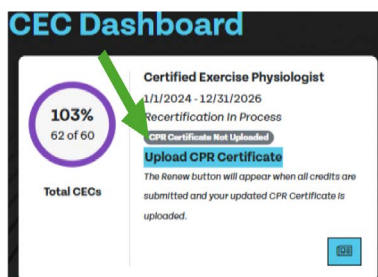 CEC Dashboard
Certified Exercise Physiologist
1/1/2024 - 12/31/2026
Recertification In Process
CPR Certificate Not Uploaded
Upload CPR Certificate
The Renew button will appear when all credits are
submitted and your updated CPR Certificate is
uploaded.
103%
62 of 60
Total CECs